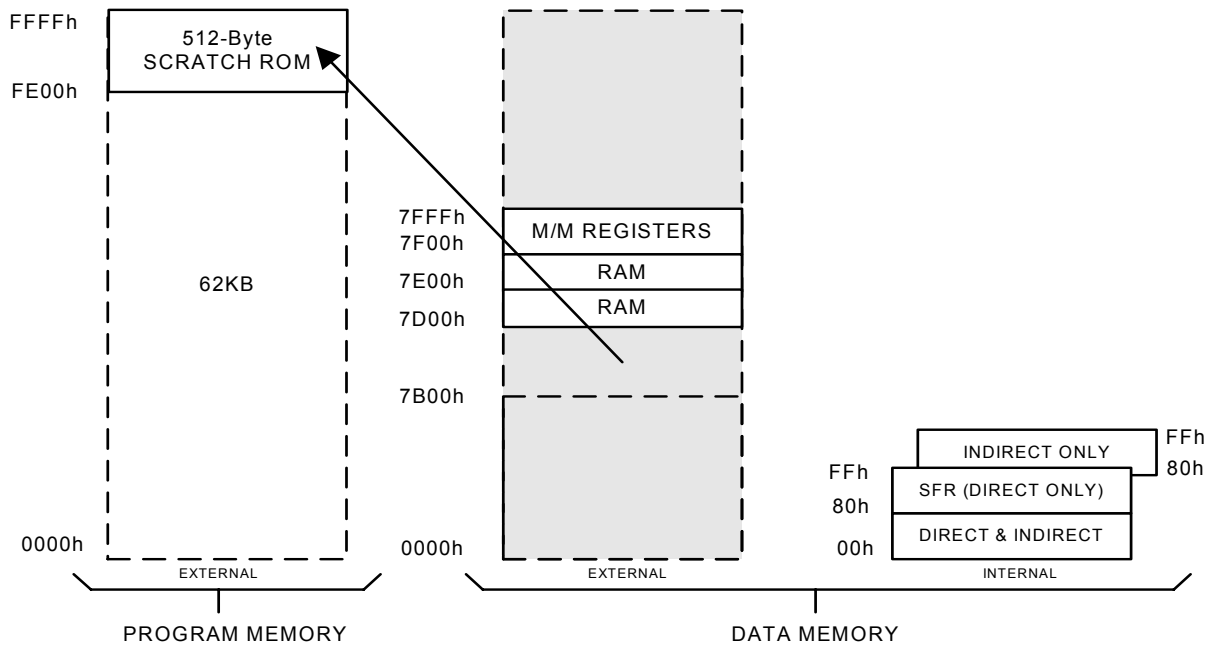 FFFFh
512-Byte
SCRATCH ROM
FE00h
62KB
0000h
EXTERNAL
PROGRAM MEMORY
7FFFh
M/M REGISTERS
7F00h
RAM
7E00h
RAM
7D00h
7B00h
0000h
EXTERNAL
INDIRECT ONLY
FFh
80h
FFh
SFR (DIRECT ONLY)
80h
DIRECT & INDIRECT
00h
INTERNAL
DATA MEMORY